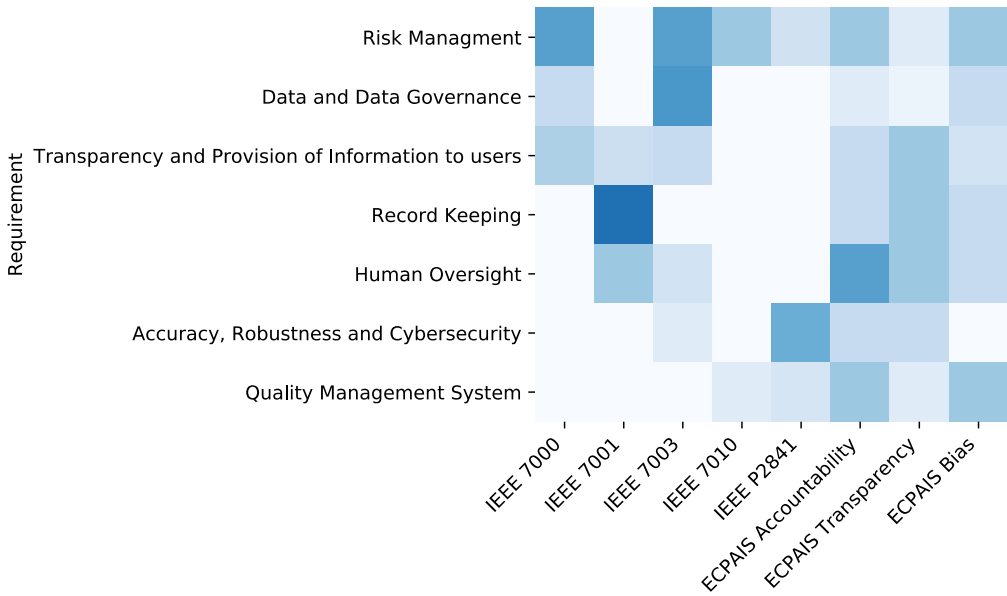 Requirement
Risk Managment
Data and Data Governance
Transparency and Provision of Information to users
Record Keeping
Human Oversight
Accuracy, Robustness and Cybersecurity
Quality Management System
IEEE 7000
IEEE 7001
IEEE 7003
IEEE 7010
IEEE P2841
ECPAIS Accountability
ECPAIS Transparency
ECPAIS Bias